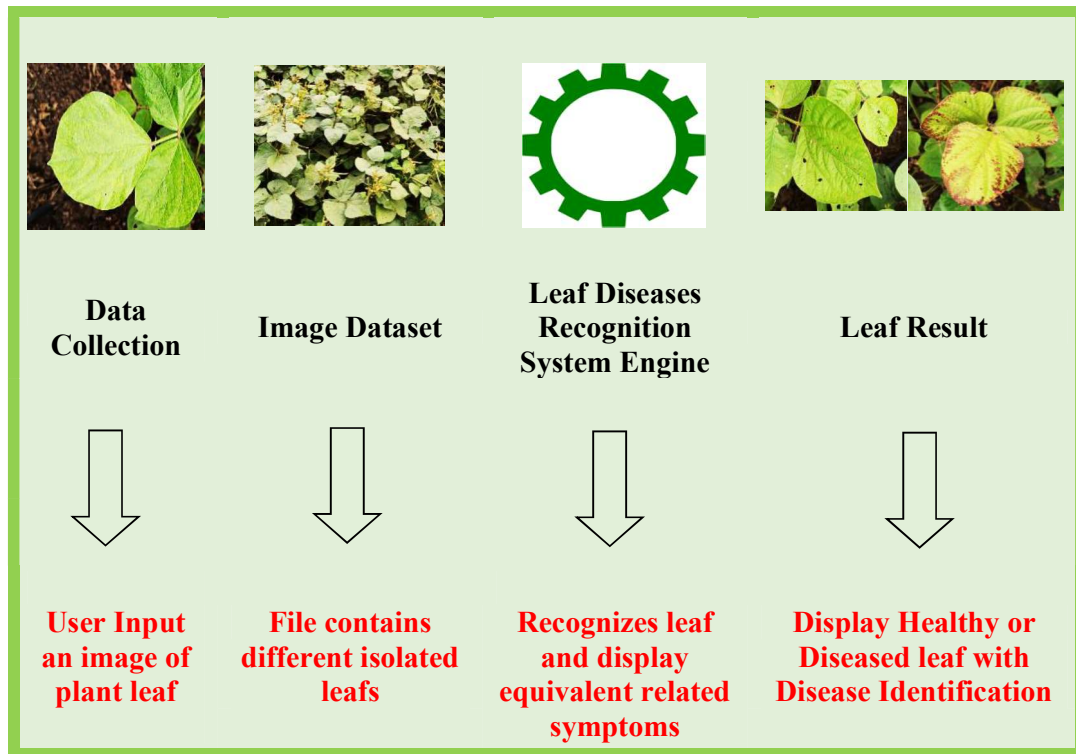 Data
Collection
Image Dataset
Leaf Diseases
Recognition
System Engine
Leaf Result
User Input
an image of
plant leaf
File contains
different isolated
leafs
Recognizes leaf
and display
equivalent related
symptoms
Display Healthy or
Diseased leaf with
Disease Identification